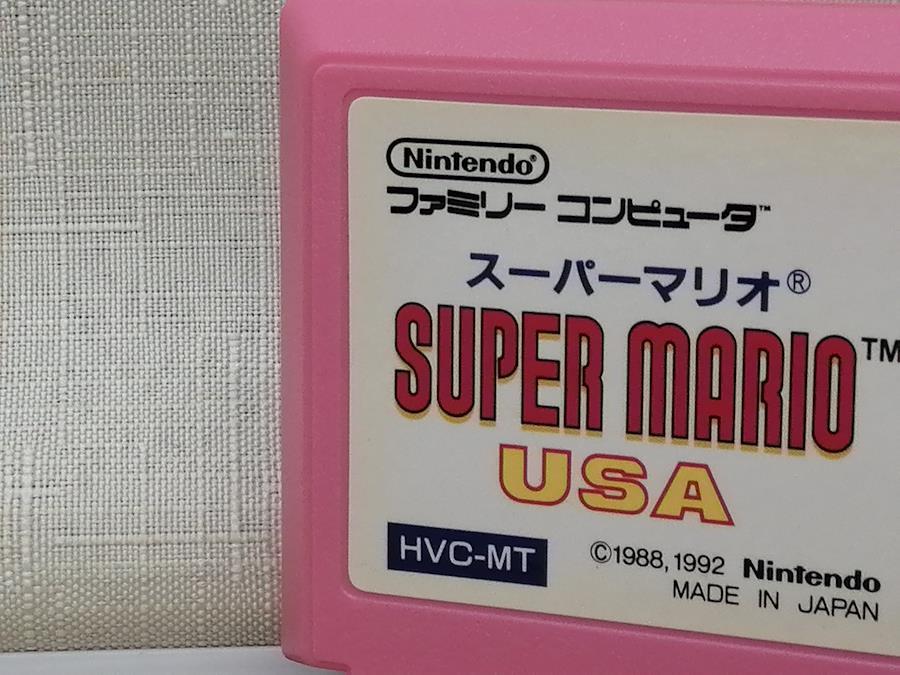 Nintendo®
ファミリー コンピュータ™
スーパーマリオ®
SUPER MARIO™
USA
HVC-MT
©1988,1992 Nintendo
MADE IN JAPAN